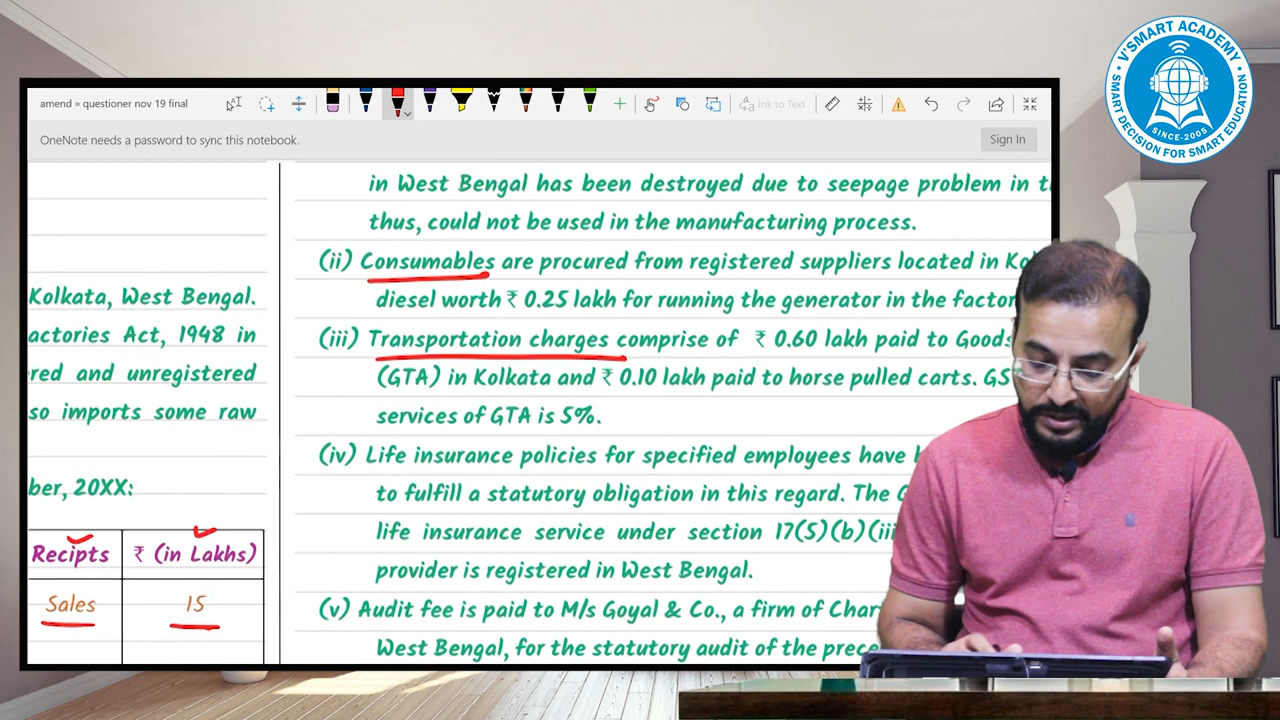 V'SMART ACADEMY
SMART DECISION FOR SMART EDUCATION
SINCE-2005
amend » questioner nov 19 final
Ink to Text
OneNote needs a password to sync this notebook.
Sign In
Kolkata, West Bengal.
actories Act, 1948 in
red and unregistered
so imports some raw
ber, 20XX:
Recipts ₹ (in Lakhs)
Sales 15
in West Bengal has been destroyed due to seepage problem in
thus, could not be used in the manufacturing process.
(ii) Consumables are procured from registered suppliers located in
diesel worth ₹ 0.25 lakh for running the generator in the
(iii) Transportation charges comprise of ₹ 0.60 lakh paid to Goods
(GTA) in Kolkata and ₹ 0.10 lakh paid to horse pulled carts.
services of GTA is 5%.
(iv) Life insurance policies for specified employees have
to fulfill a statutory obligation in this regard. The
life insurance service under section 17(5)(b)(iii
provider is registered in West Bengal.
(v) Audit fee is paid to M/s Goyal & Co., a firm of
West Bengal, for the statutory audit of the